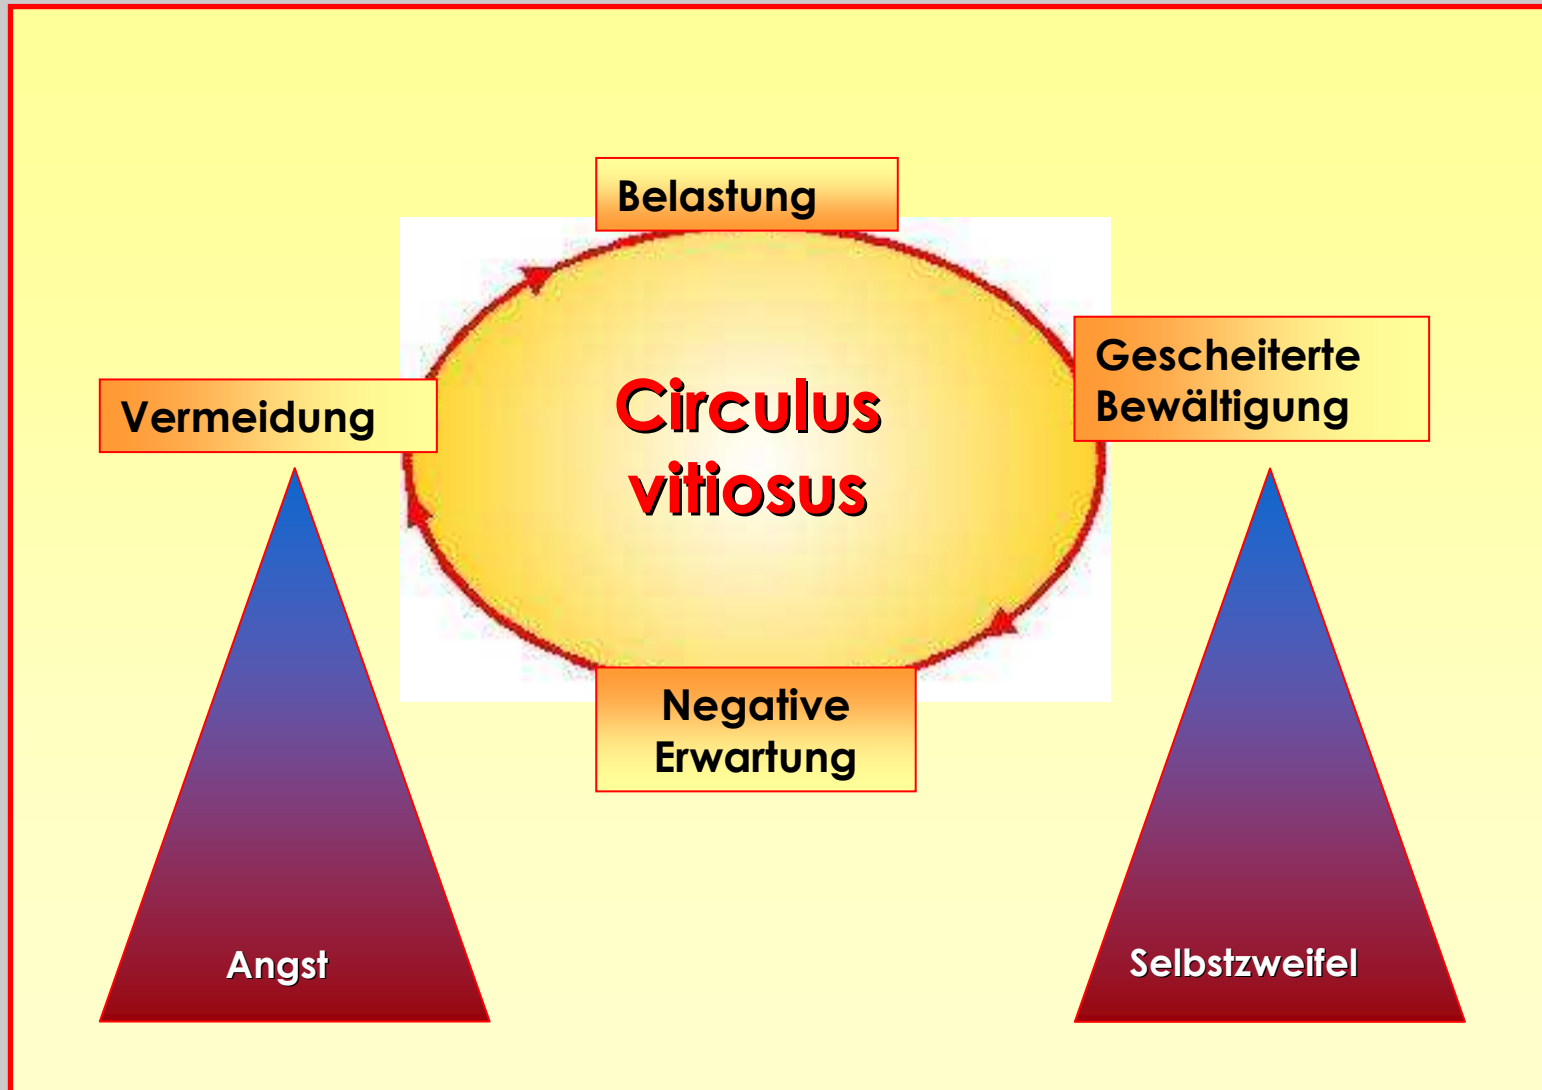 Belastung
Gescheiterte
Bewältigung
Vermeidung
Circulus
vitiosus
Negative
Erwartung
Angst
Selbstzweifel